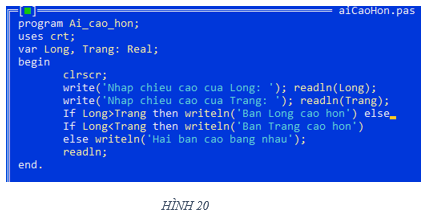 [■] aiCaoHon.pas
program Ai_cao_hon;
uses crt;
var Long, Trang: Real;
begin
clrscr;
write('Nhap chieu cao cua Long: '); readln(Long);
write('Nhap chieu cao cua Trang: '); readln(Trang);
If Long>Trang then writeln('Ban Long cao hon') else
If Long<Trang then writeln('Ban Trang cao hon')
else writeln('Hai ban cao bang nhau');
readln;
end.
HÌNH 20